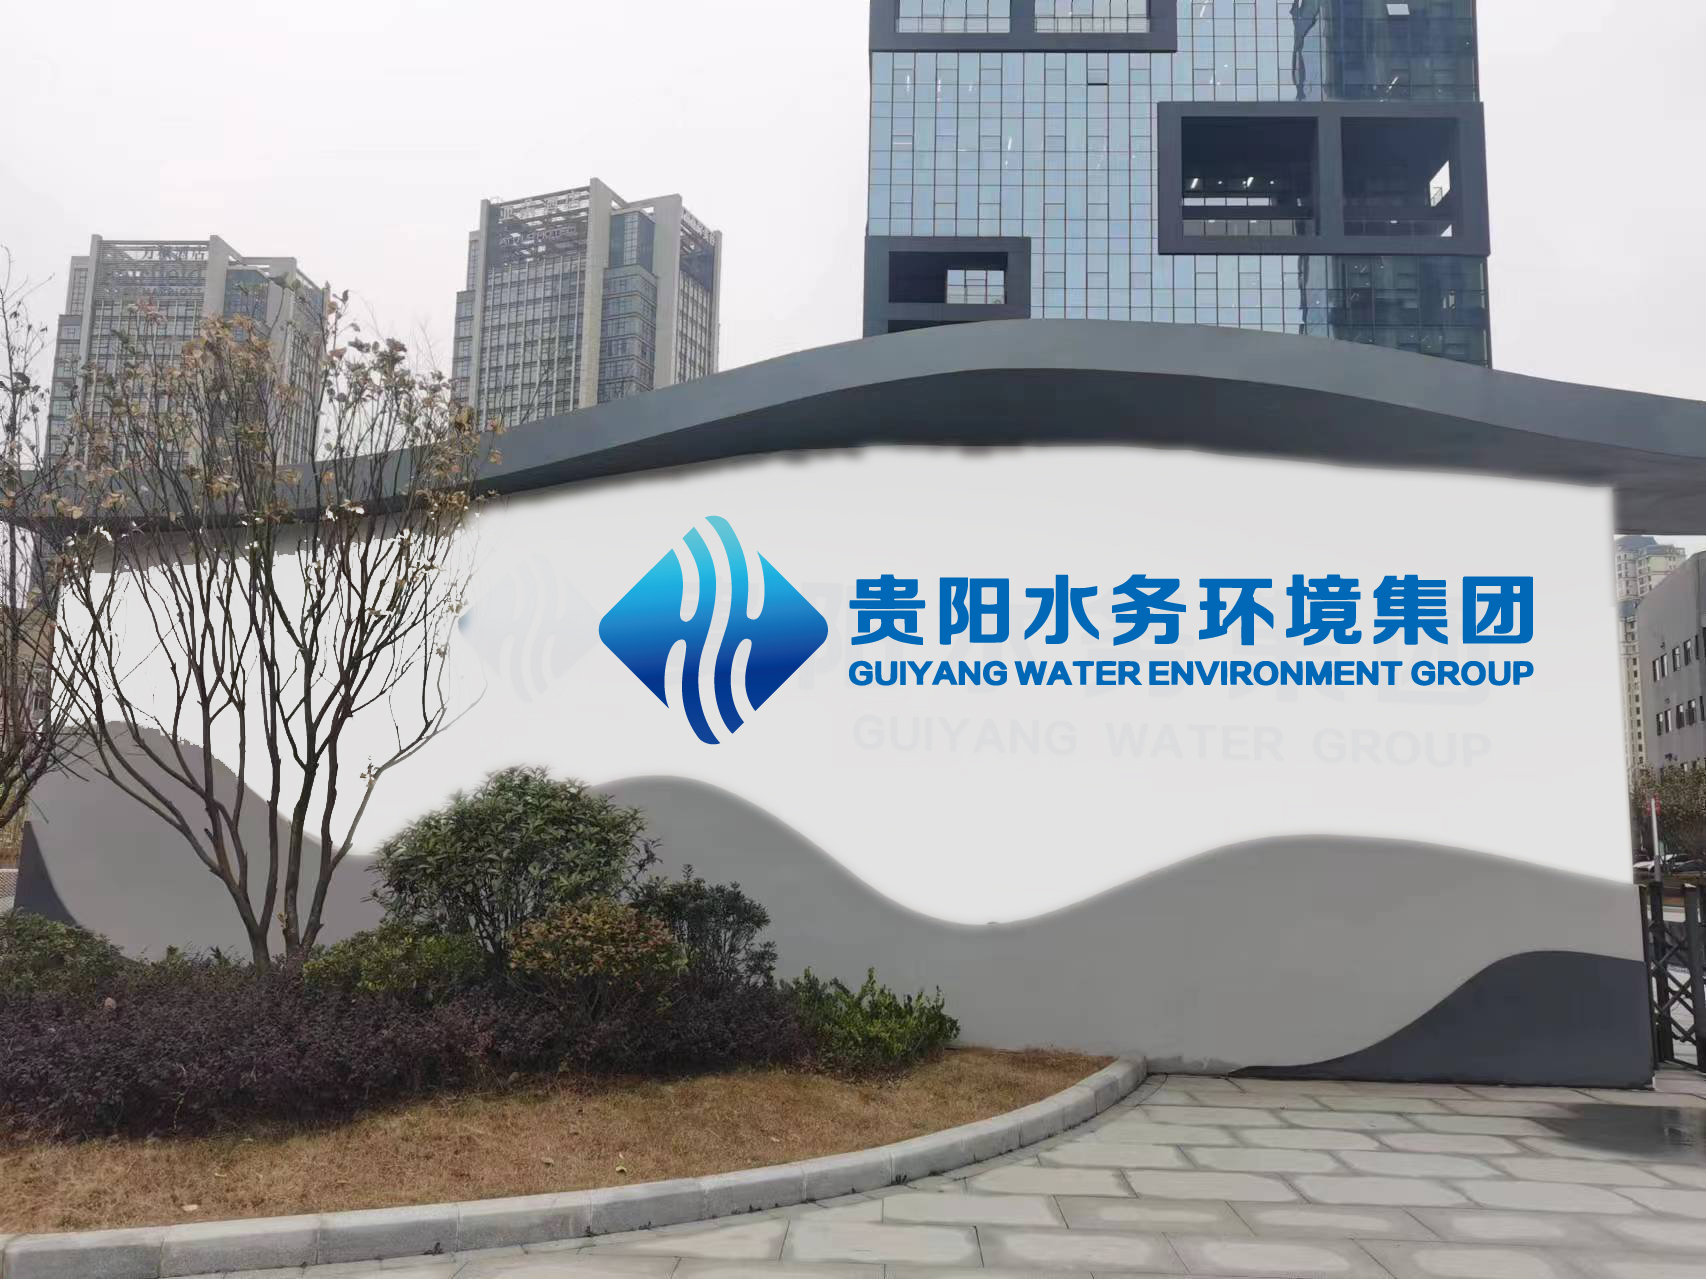 贵阳水务环境集团
GUIYANG WATER ENVIRONMENT GROUP
GUIYANG WATER GROUP